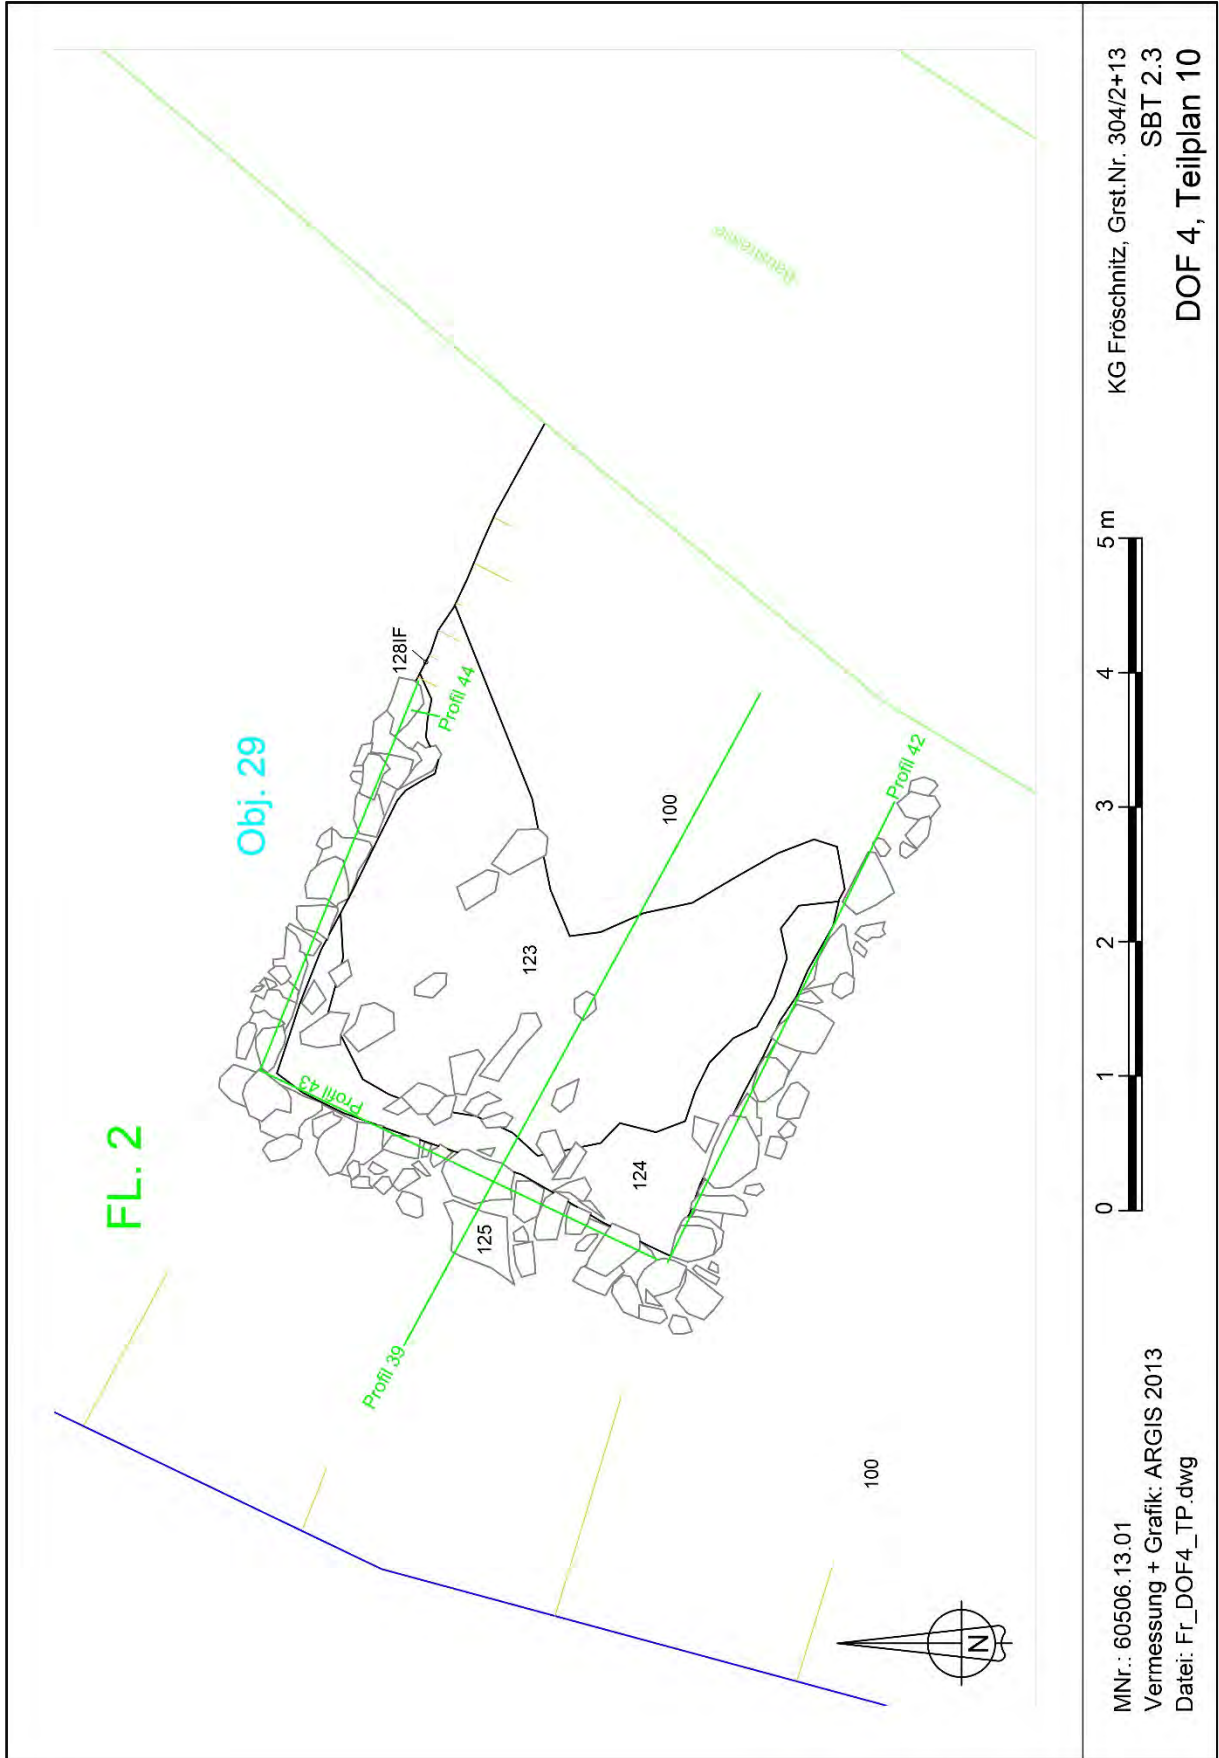 FL. 2
Obj. 29
128IF
Profil 44
Profil 43
Profil 39
Profil 42
123
100
124
125
100
N
0 1 2 3 4 5 m
MNr.: 60506.13.01
Vermessung + Grafik: ARGIS 2013
Datei: Fr_DOF4_TP.dwg
KG Fröschnitz, Grst.Nr. 304/2+13
SBT 2.3
DOF 4, Teilplan 10